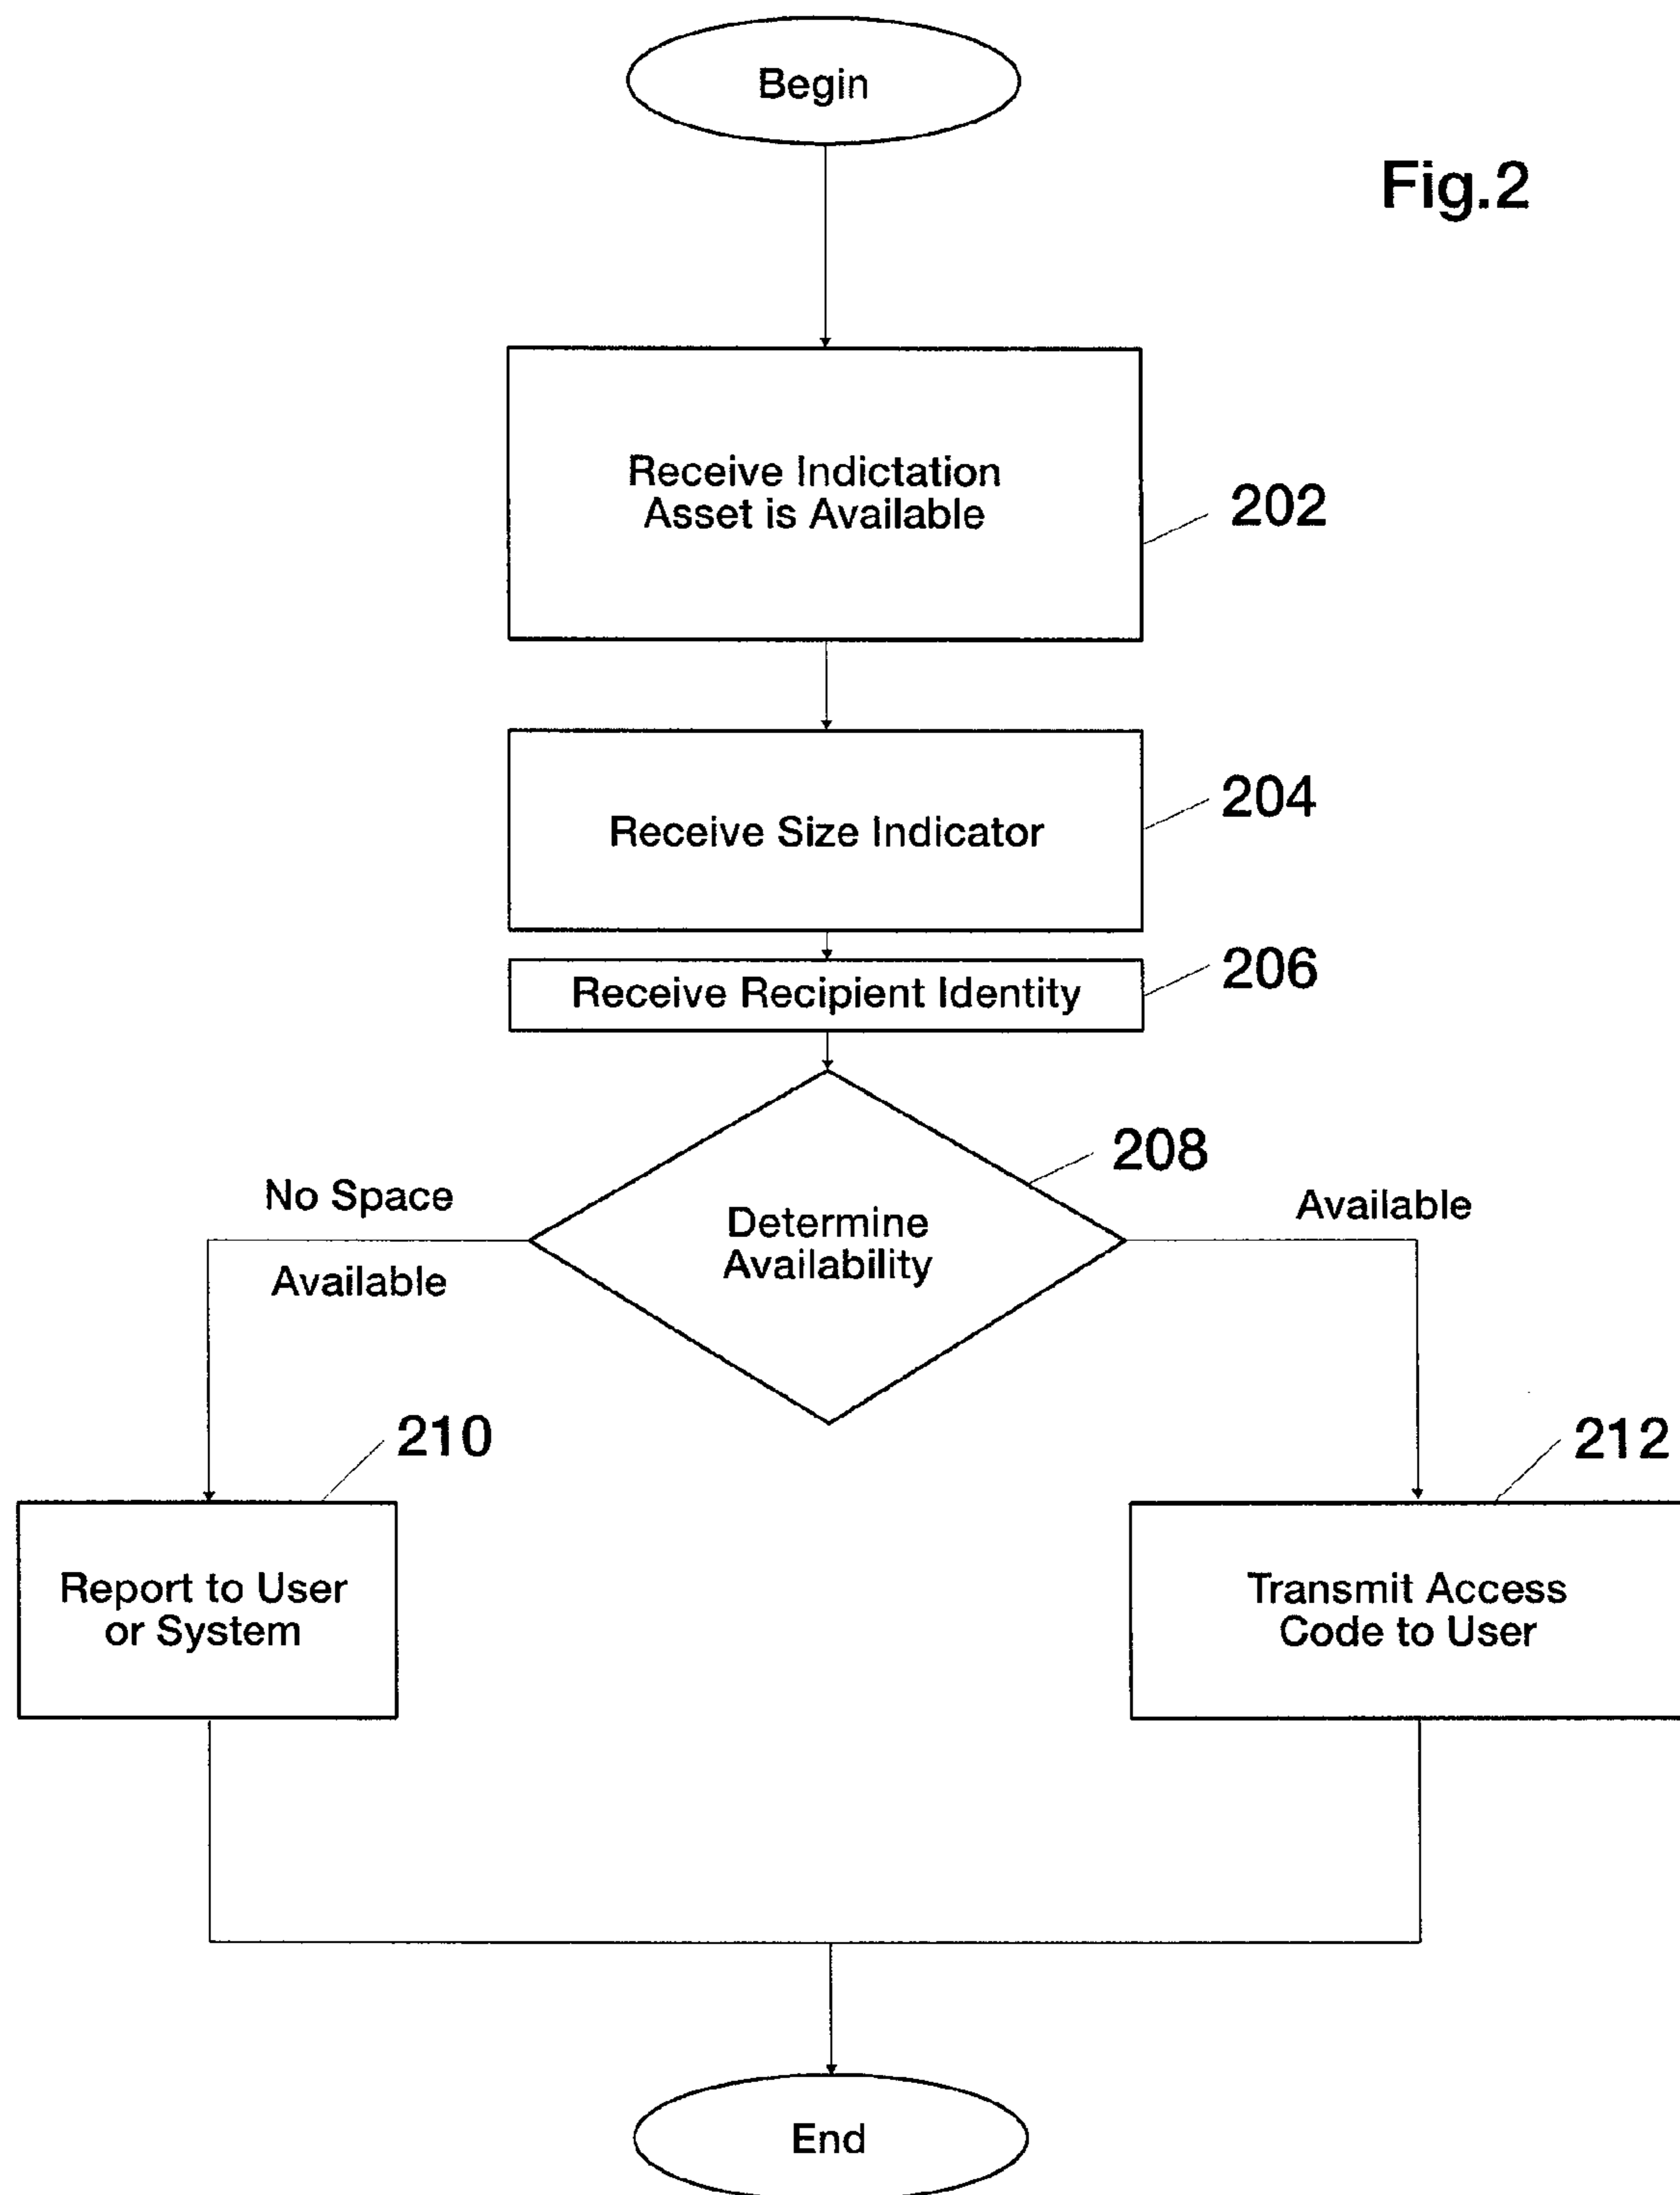 Begin
Fig.2
Receive Indictation
Asset is Available
202
Receive Size Indicator
204
Receive Recipient Identity
206
208
No Space
Available
Determine
Availability
Available
210
212
Report to User
or System
Transmit Access
Code to User
End